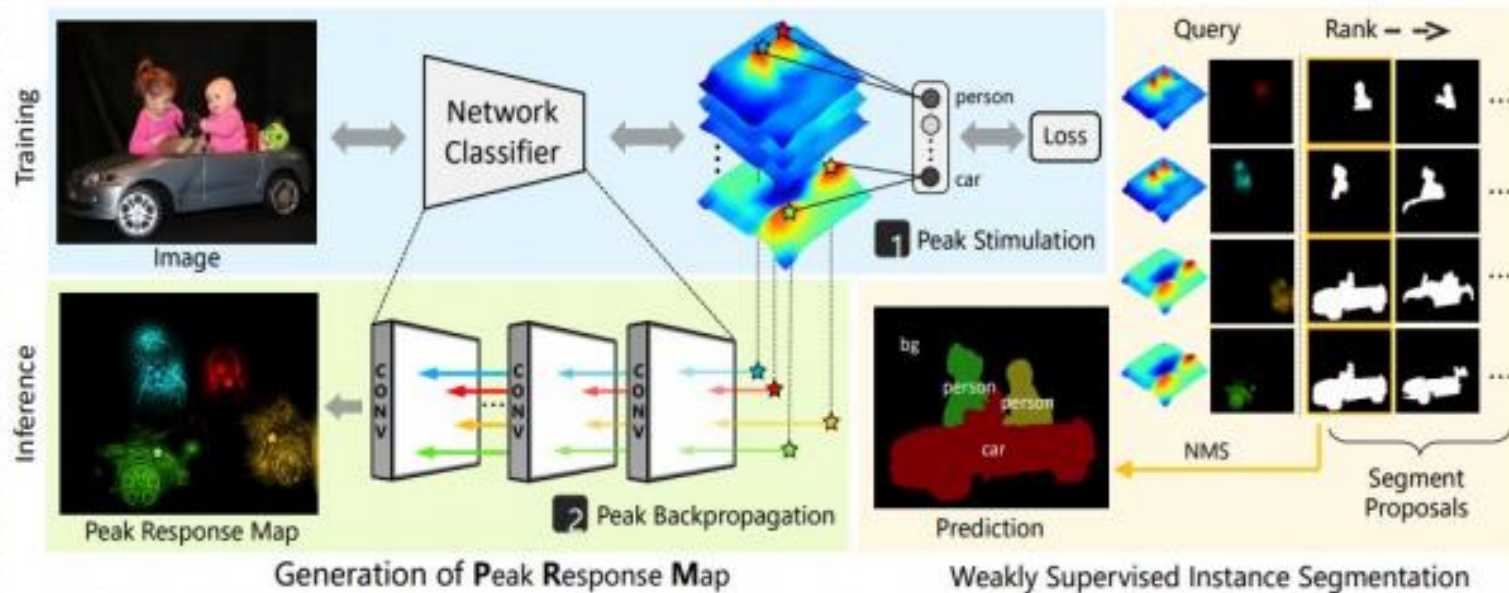 Training
Image
Network
Classifier
person
car
Loss
1 Peak Stimulation
Inference
Peak Response Map
CONV
CONV
CONV
2 Peak Backpropagation
Generation of Peak Response Map
Query
Rank
bg
person
person
car
Prediction
NMS
Segment
Proposals
Weakly Supervised Instance Segmentation